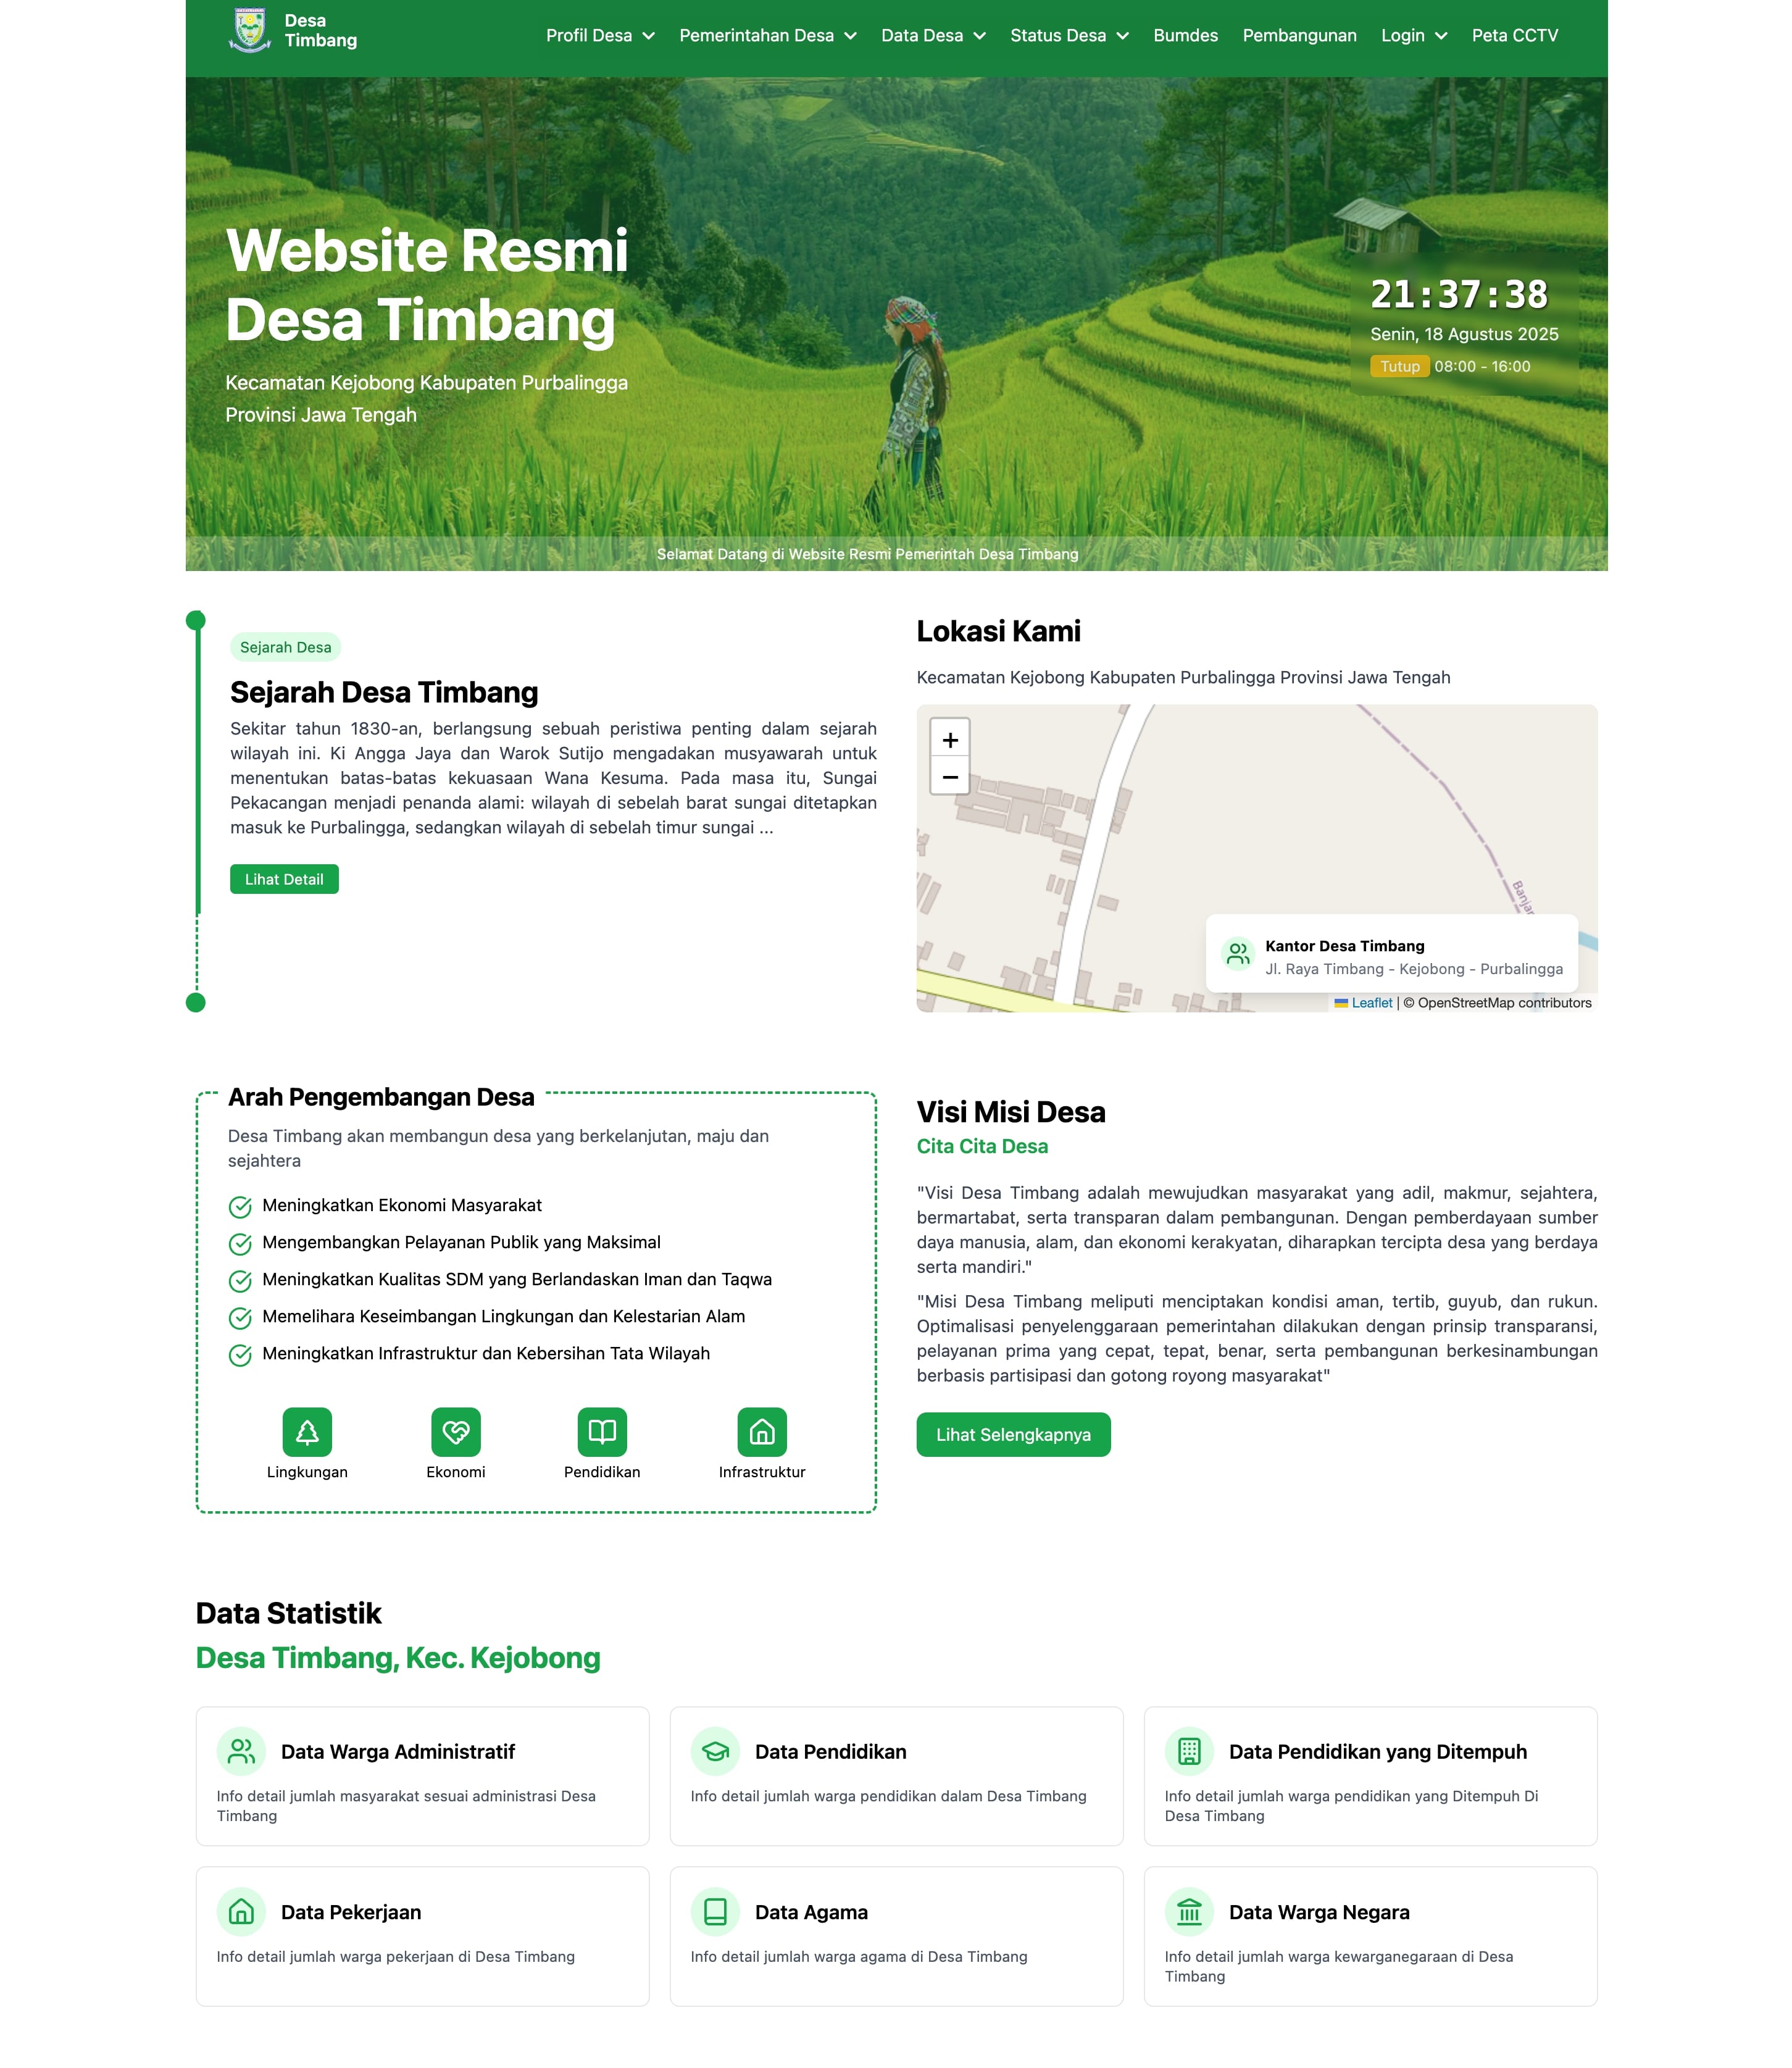 Desa
Timbang
Profil Desa
Pemerintahan Desa
Data Desa
Status Desa
Bumdes
Pembangunan
Login
Peta CCTV
Website Resmi
Desa Timbang
Kecamatan Kejobong Kabupaten Purbalingga
Provinsi Jawa Tengah
21:37:38
Senin, 18 Agustus 2025
Tutup 08:00 - 16:00
Selamat Datang di Website Resmi Pemerintah Desa Timbang
Sejarah Desa
Sejarah Desa Timbang
Sekitar tahun 1830-an, berlangsung sebuah peristiwa penting dalam sejarah
wilayah ini. Ki Angga Jaya dan Warok Sutijo mengadakan musyawarah untuk
menentukan batas-batas kekuasaan Wana Kesuma. Pada masa itu, Sungai
Pekacangan menjadi penanda alami: wilayah di sebelah barat sungai ditetapkan
masuk ke Purbalingga, sedangkan wilayah di sebelah timur sungai ...
Lihat Detail
Lokasi Kami
Kecamatan Kejobong Kabupaten Purbalingga Provinsi Jawa Tengah
+
−
Kantor Desa Timbang
Jl. Raya Timbang - Kejobong - Purbalingga
Leaflet | © OpenStreetMap contributors
Arah Pengembangan Desa
Desa Timbang akan membangun desa yang berkelanjutan, maju dan
sejahtera
Meningkatkan Ekonomi Masyarakat
Mengembangkan Pelayanan Publik yang Maksimal
Meningkatkan Kualitas SDM yang Berlandaskan Iman dan Taqwa
Memelihara Keseimbangan Lingkungan dan Kelestarian Alam
Meningkatkan Infrastruktur dan Kebersihan Tata Wilayah
Lingkungan
Ekonomi
Pendidikan
Infrastruktur
Visi Misi Desa
Cita Cita Desa
"Visi Desa Timbang adalah mewujudkan masyarakat yang adil, makmur, sejahtera,
bermartabat, serta transparan dalam pembangunan. Dengan pemberdayaan sumber
daya manusia, alam, dan ekonomi kerakyatan, diharapkan tercipta desa yang berdaya
serta mandiri."
"Misi Desa Timbang meliputi menciptakan kondisi aman, tertib, guyub, dan rukun.
Optimalisasi penyelenggaraan pemerintahan dilakukan dengan prinsip transparansi,
pelayanan prima yang cepat, tepat, benar, serta pembangunan berkesinambungan
berbasis partisipasi dan gotong royong masyarakat"
Lihat Selengkapnya
Data Statistik
Desa Timbang, Kec. Kejobong
Data Warga Administratif
Info detail jumlah masyarakat sesuai administrasi Desa
Timbang
Data Pendidikan
Info detail jumlah warga pendidikan dalam Desa Timbang
Data Pendidikan yang Ditempuh
Info detail jumlah warga pendidikan yang Ditempuh Di
Desa Timbang
Data Pekerjaan
Info detail jumlah warga pekerjaan di Desa Timbang
Data Agama
Info detail jumlah warga agama di Desa Timbang
Data Warga Negara
Info detail jumlah warga kewarganegaraan di Desa
Timbang